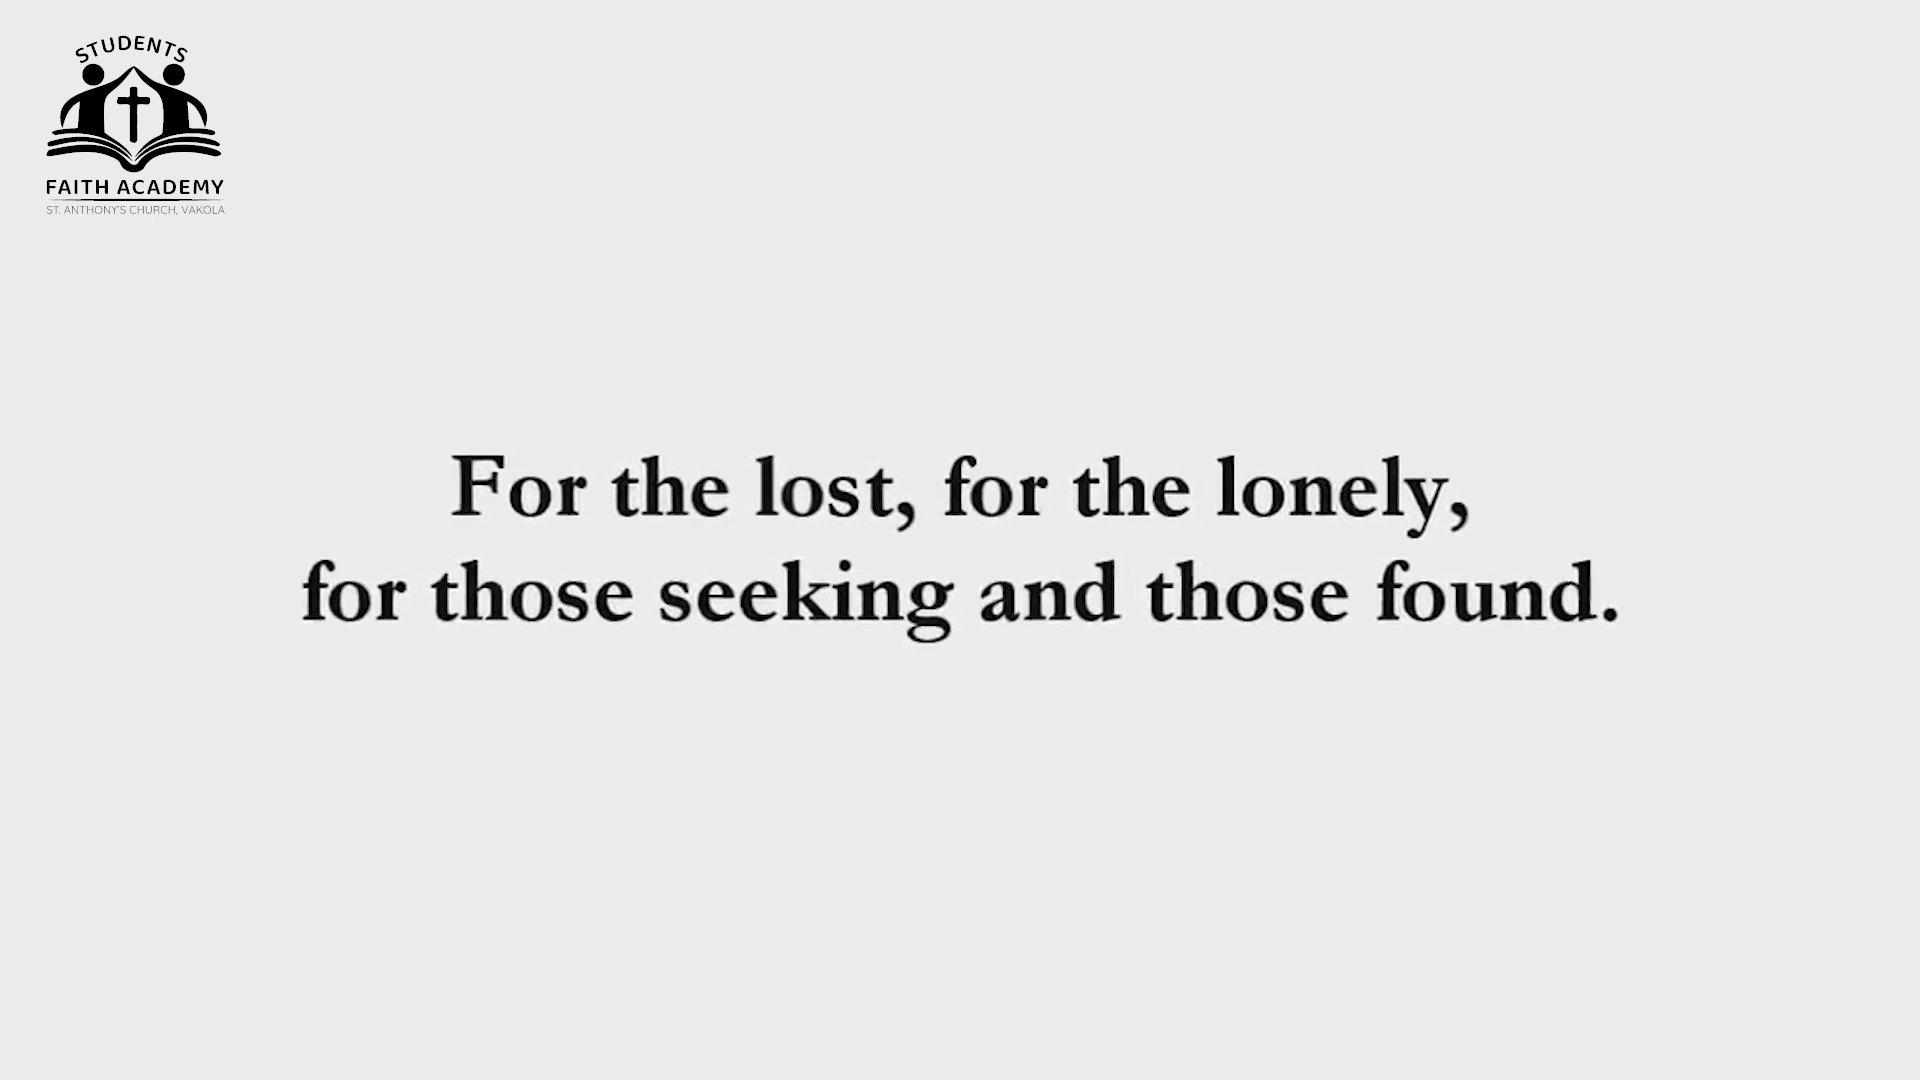 STUDENTS
FAITH ACADEMY
ST. ANTHONY'S CHURCH, VAKOLA
For the lost, for the lonely,
for those seeking and those found.